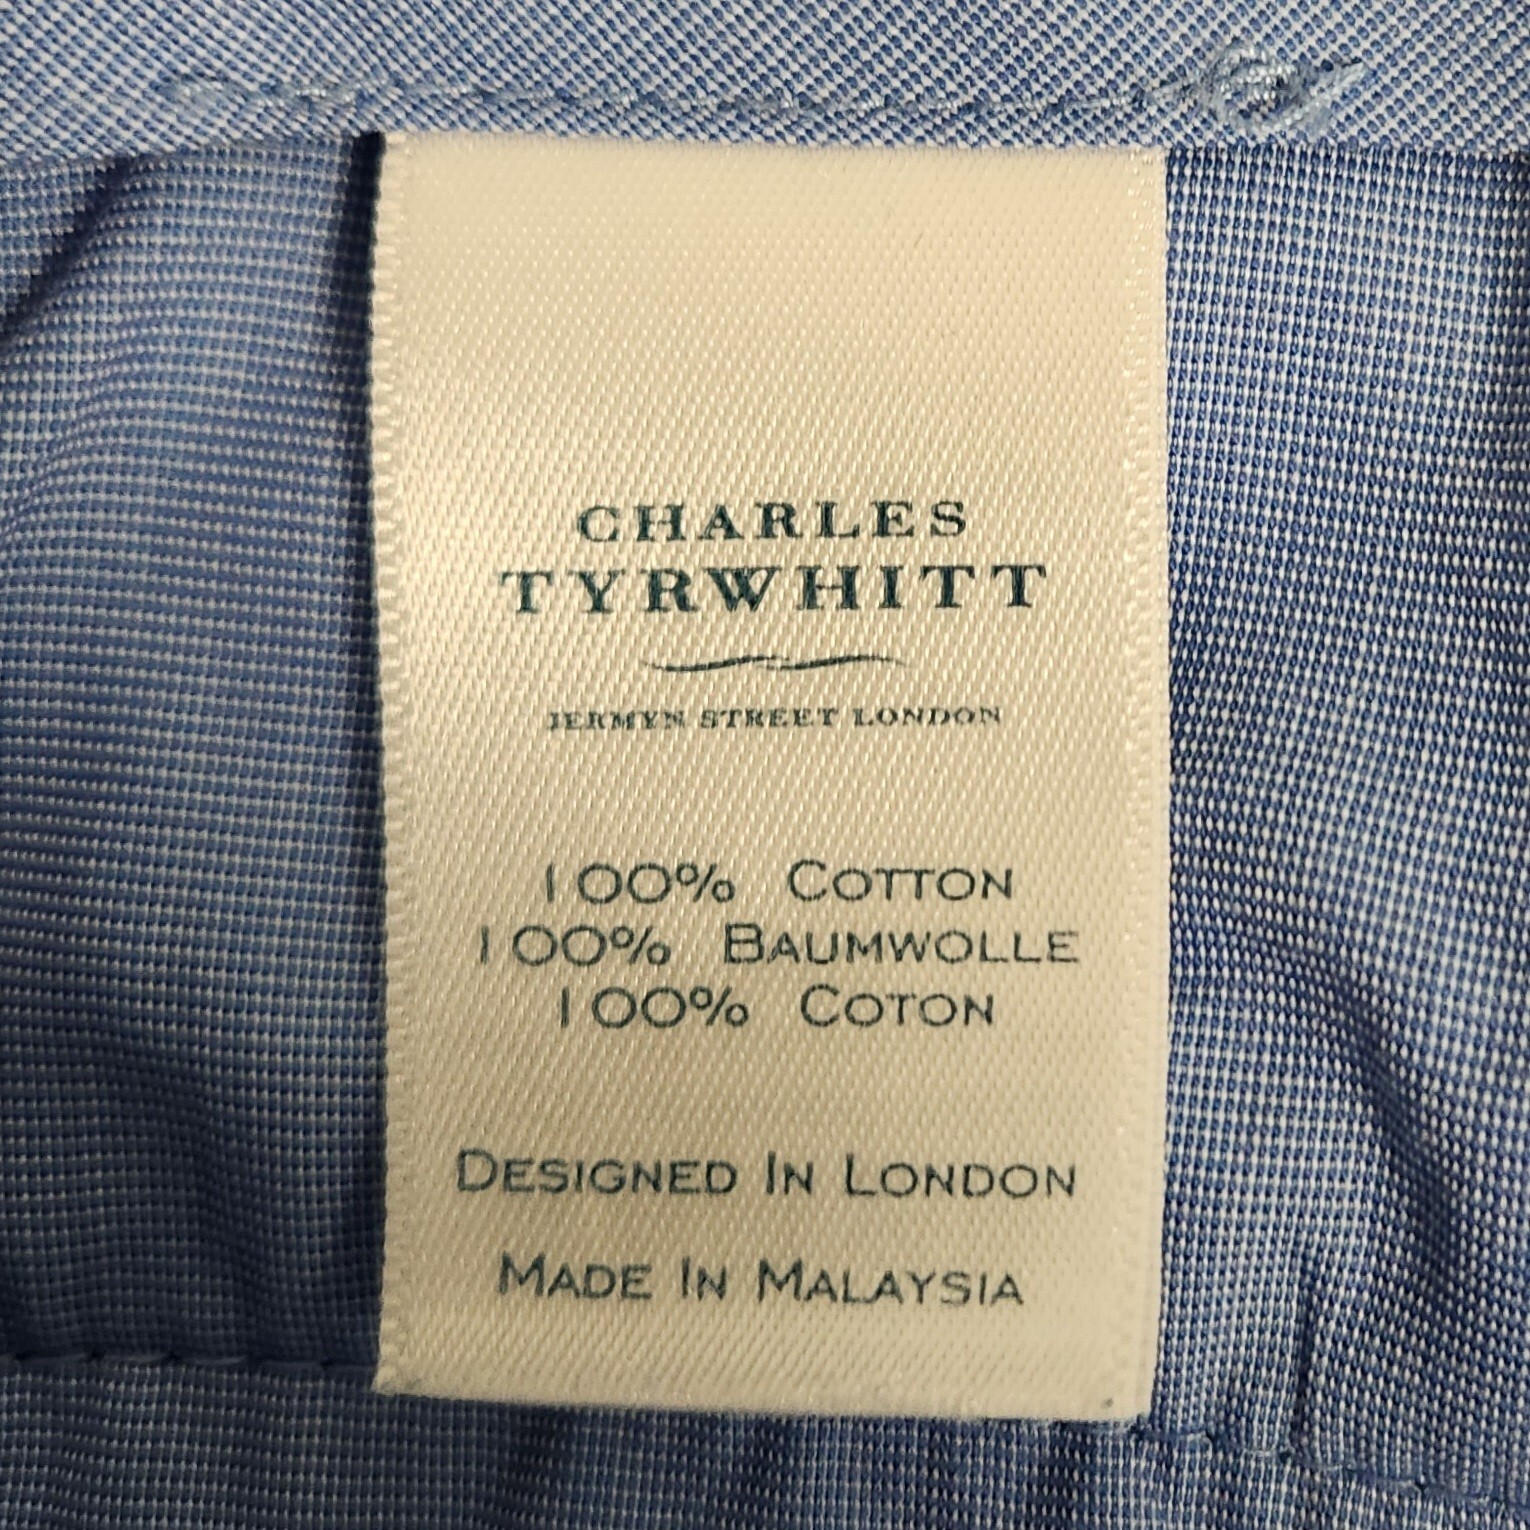 CHARLES
TYRWHITT
JERMYN STREET LONDON
100% COTTON
100% BAUMWOLLE
100% COTON
DESIGNED IN LONDON
MADE IN MALAYSIA